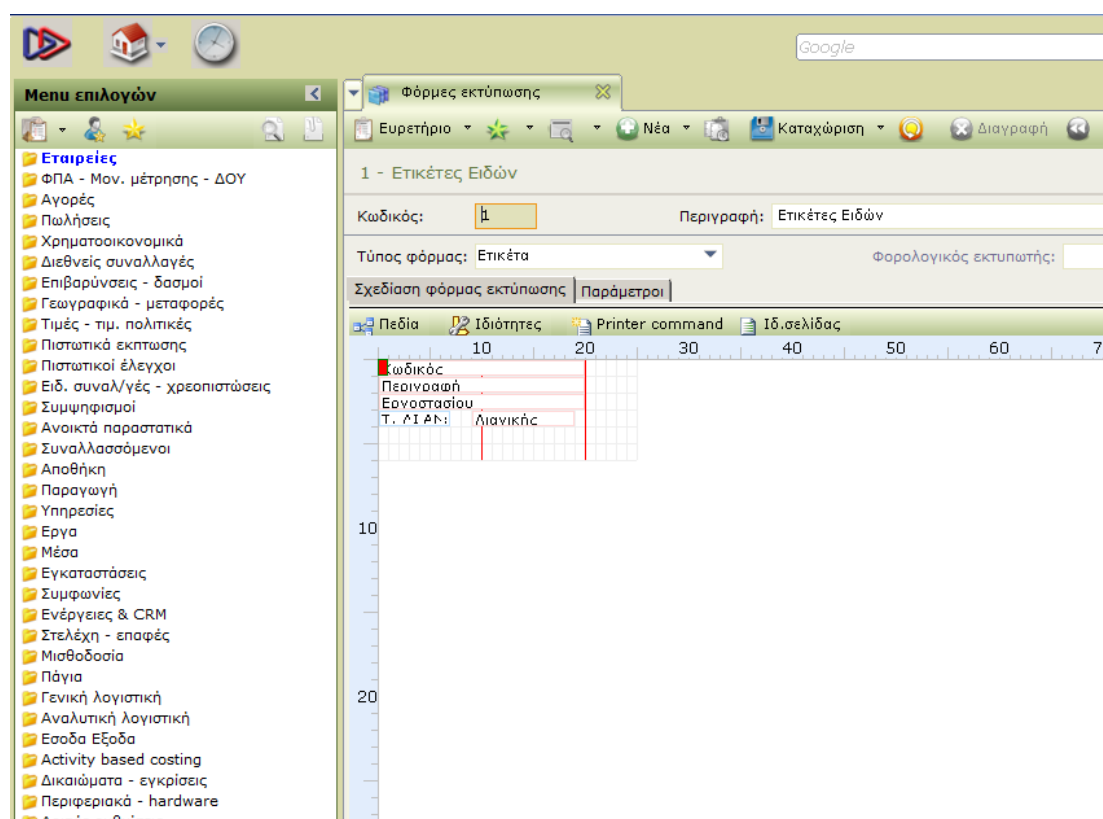 Google
Menu επιλογών
Φόρμες εκτύπωσης
Ευρετήριο Νέα Καταχώριση Διαγραφή
1 - Ετικέτες Ειδών
Κωδικός: 1 Περιγραφή: Ετικέτες Ειδών
Τύπος φόρμας: Ετικέτα Φορολογικός εκτυπωτής:
Σχεδίαση φόρμας εκτύπωσης Παράμετροι
Πεδία Ιδιότητες Printer command Ιδ.σελίδας
10 20 30 40 50 60 7
Κωδικός
Περιγραφή
Εργοστασίου
Τ. ΛΙΑΝ: Λιανικής
10
20
Εταιρείες
ΦΠΑ - Μον. μέτρησης - ΔΟΥ
Αγορές
Πωλήσεις
Χρηματοοικονομικά
Διεθνείς συναλλαγές
Επιβαρύνσεις - δασμοί
Γεωγραφικά - μεταφορές
Τιμές - τιμ. πολιτικές
Πιστωτικά εκπτωσης
Πιστωτικοί έλεγχοι
Ειδ. συναλ/γές - χρεοπιστώσεις
Συμψηφισμοί
Ανοικτά παραστατικά
Συναλλασσόμενοι
Αποθήκη
Παραγωγή
Υπηρεσίες
Εργα
Μέσα
Εγκαταστάσεις
Συμφωνίες
Ενέργειες & CRM
Στελέχη - επαφές
Μισθοδοσία
Πάγια
Γενική λογιστική
Αναλυτική λογιστική
Εσοδα Εξοδα
Activity based costing
Δικαιώματα - εγκρίσεις
Περιφεριακά - hardware